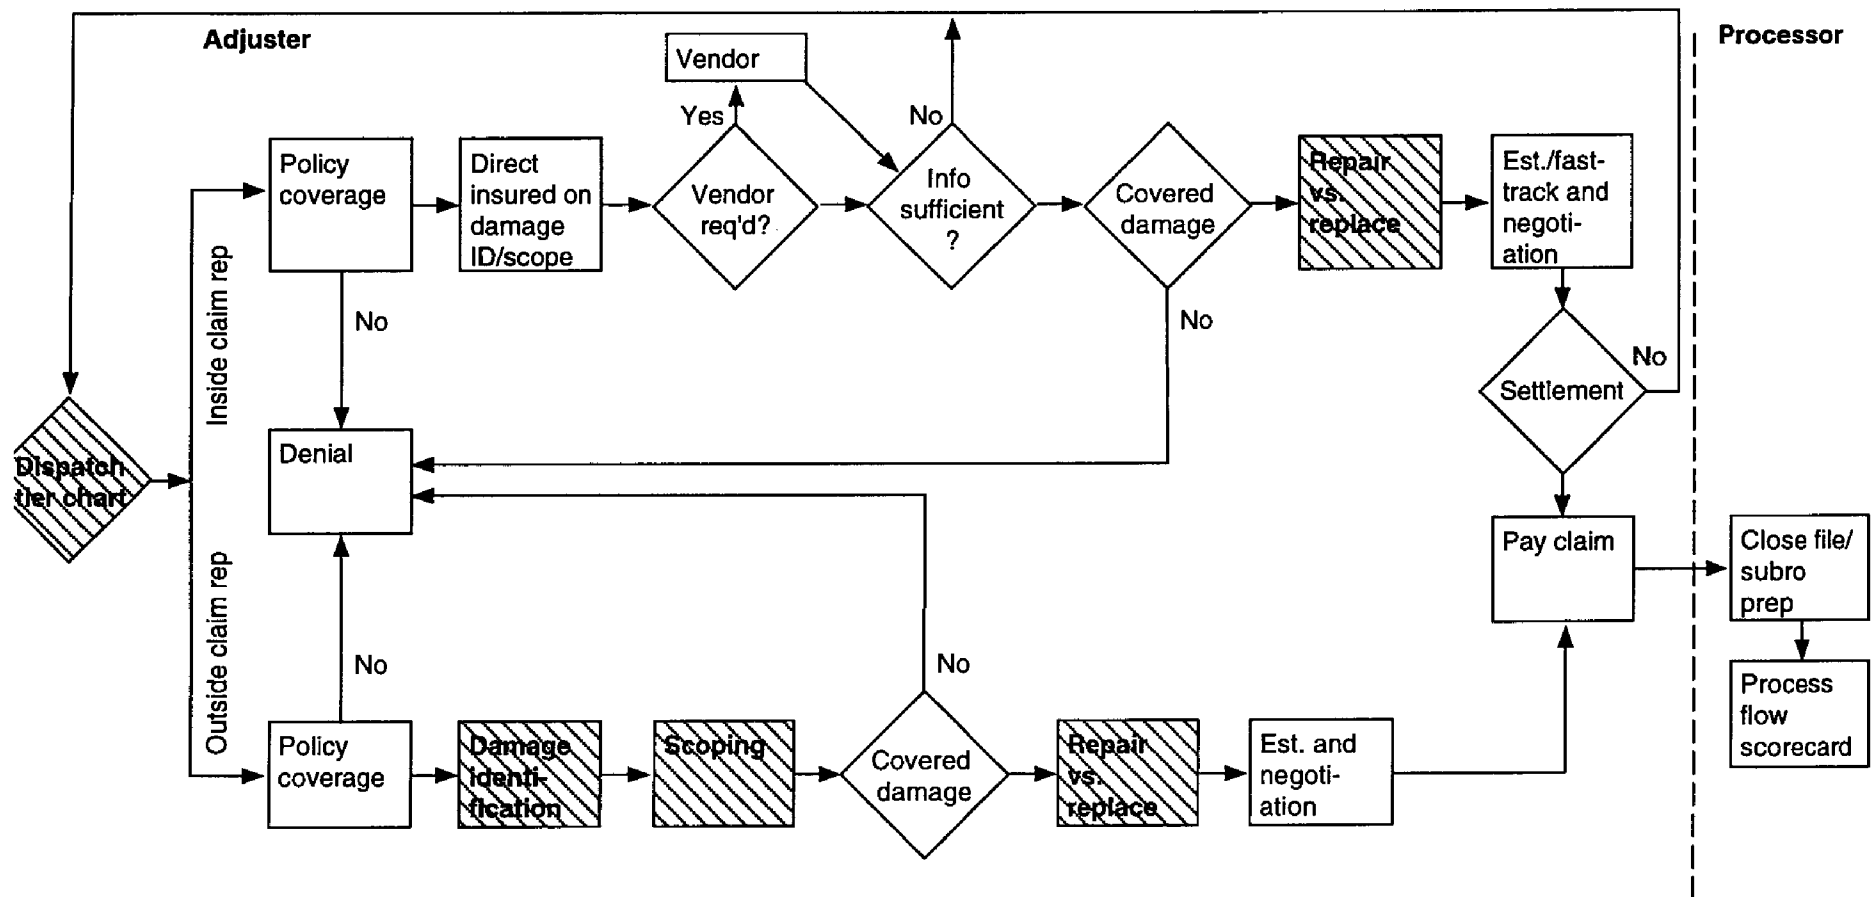 Adjuster
Processor
Vendor
Yes
No
Policy
coverage
Direct
insured on
damage
ID/scope
Vendor
req'd?
Info
sufficient
?
Covered
damage
Repair
vs.
replace
Est./fast-
track and
negoti-
ation
Inside claim rep
No
No
No
Settlement
Denial
Dispatch
tier chart
Pay claim
Close file/
subro
prep
Outside claim rep
No
No
Process
flow
scorecard
Policy
coverage
Damage
identi-
fication
Scoping
Covered
damage
Repair
vs.
replace
Est. and
negoti-
ation